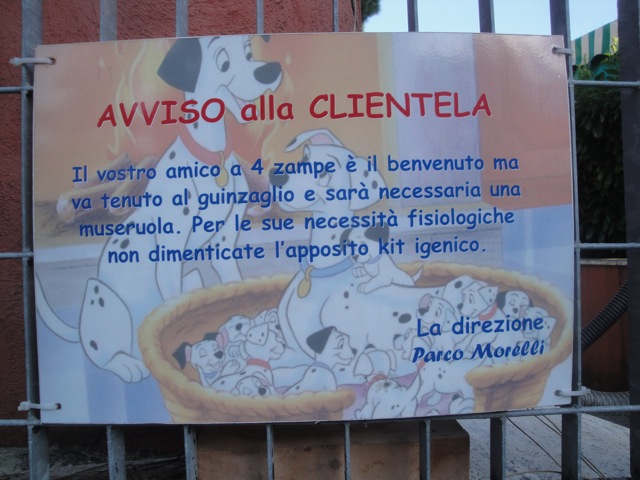 AVVISO alla CLIENTELA
Il vostro amico a 4 zampe è il benvenuto ma
va tenuto al guinzaglio e sarà necessaria una
museruola. Per le sue necessità fisiologiche
non dimenticate l'apposito kit igenico.
La direzione
Parco Morelli